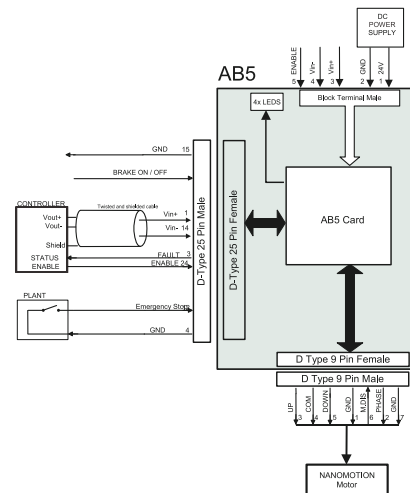 DC
POWER
SUPPLY
AB5
ENABLE
5
Vin-
4
Vin+
3
GND
2
24V
1
4x LEDS
Block Terminal Male
GND 15
BRAKE ON / OFF
CONTROLLER
Twisted and shielded cable
Vout+
Vout-
Shield
STATUS
ENABLE
Vin+ 1
Vin- 14
FAULT 3
ENABLE 24
D-Type 25 Pin Male
D-Type 25 Pin Female
AB5 Card
PLANT
Emergency Stop
GND 4
D Type 9 Pin Female
D Type 9 Pin Male
UP
3
COM
4
DOWN
5
GND
1
M.DIS
6
PHASE
2
GND
7
NANOMOTION
Motor